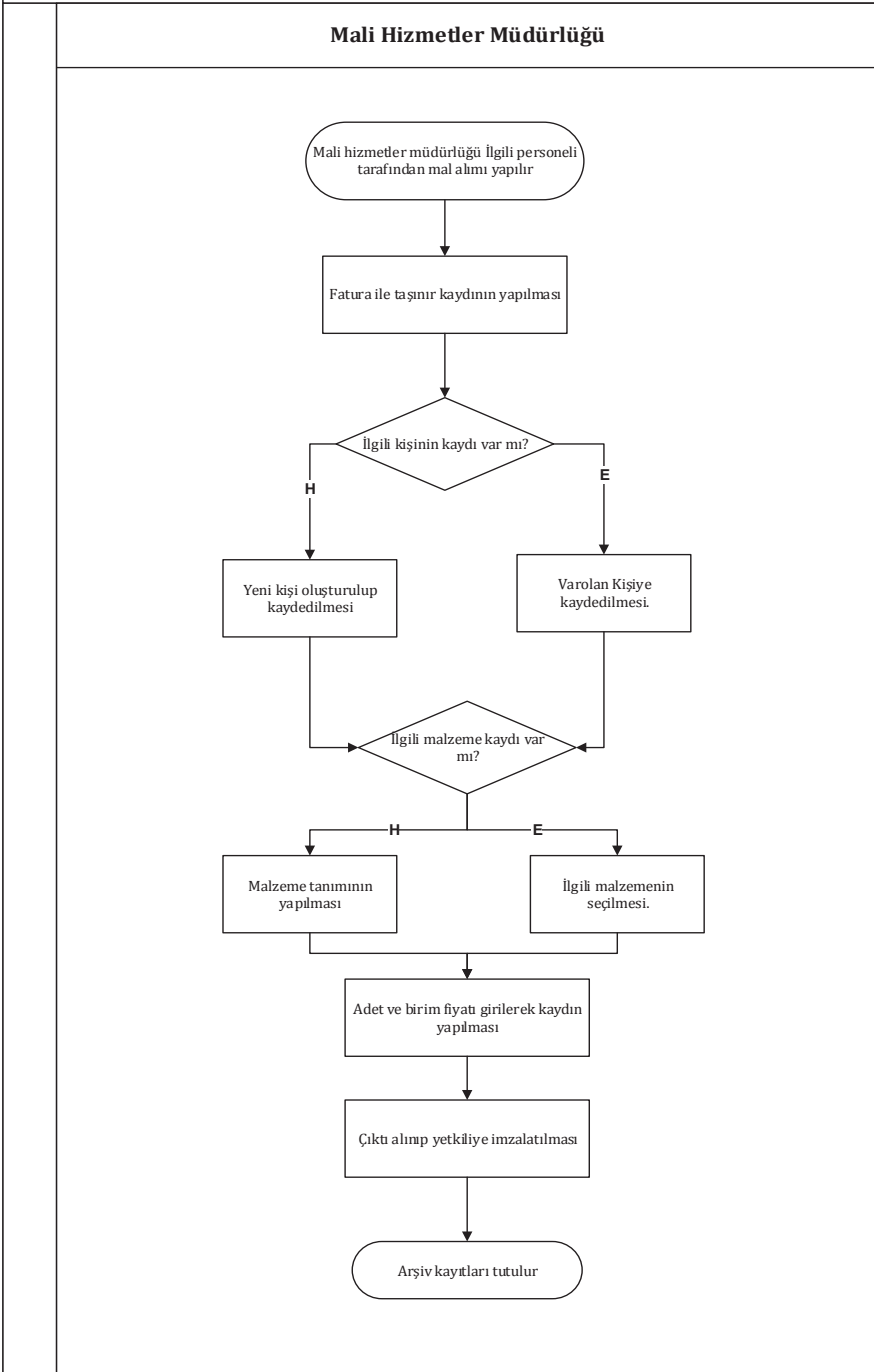 Mali Hizmetler Müdürlüğü
Mali hizmetler müdürlüğü İlgili personeli
tarafından mal alımı yapılır
Fatura ile taşınır kaydının yapılması
İlgili kişinin kaydı var mı?
H
E
Yeni kişi oluşturulup
kaydedilmesi
Varolan Kişiye
kaydedilmesi.
İlgili malzeme kaydı var
mı?
H
E
Malzeme tanımının
yapılması
İlgili malzemenin
seçilmesi.
Adet ve birim fiyatı girilerek kaydın
yapılması
Çıktı alınıp yetkiliye imzalatılması
Arşiv kayıtları tutulur